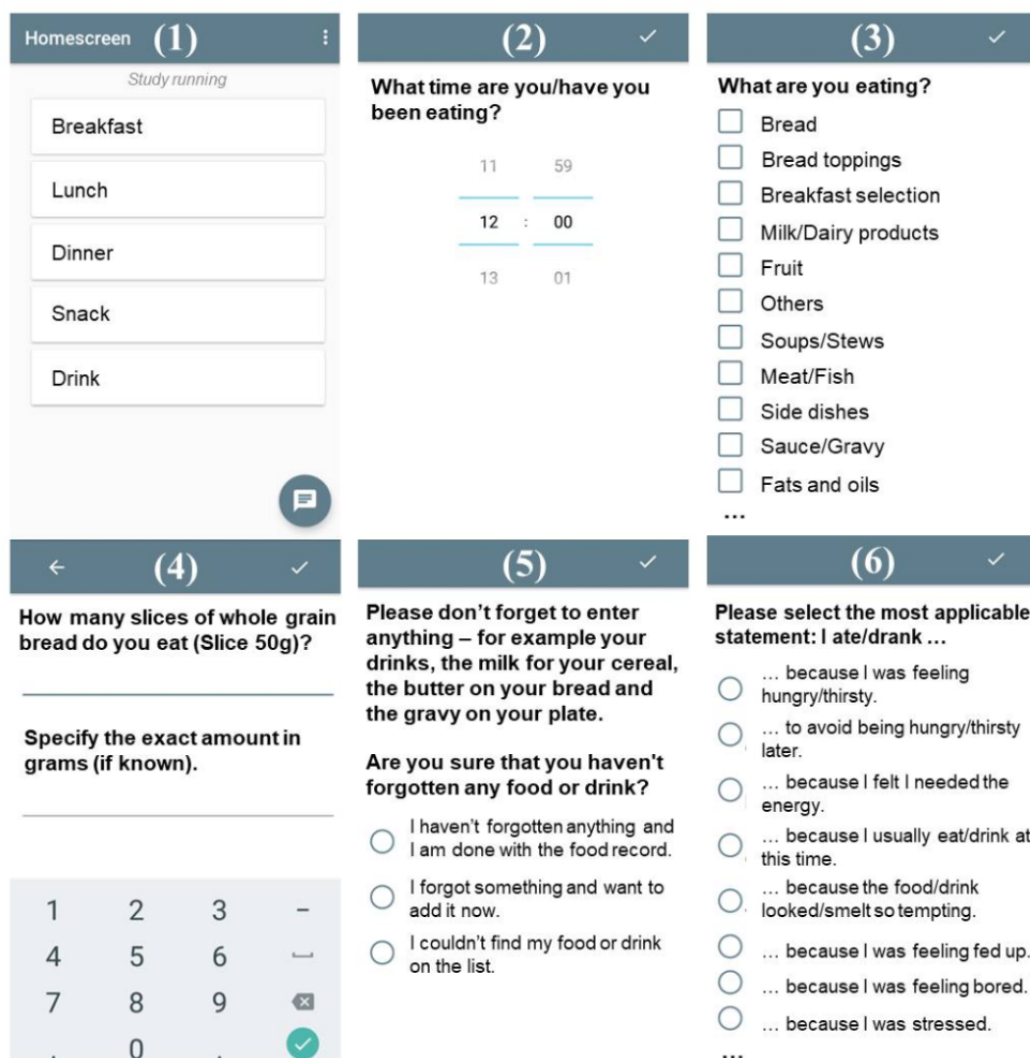 Homescreen (1)
Study running
Breakfast
Lunch
Dinner
Snack
Drink
(2)
What time are you/have you
been eating?
11 59
12 : 00
13 01
(3)
What are you eating?
Bread
Bread toppings
Breakfast selection
Milk/Dairy products
Fruit
Others
Soups/Stews
Meat/Fish
Side dishes
Sauce/Gravy
Fats and oils
...
(4)
How many slices of whole grain
bread do you eat (Slice 50g)?
Specify the exact amount in
grams (if known).
1 2 3 –
4 5 6
7 8 9
. 0 ,
(5)
Please don’t forget to enter
anything – for example your
drinks, the milk for your cereal,
the butter on your bread and
the gravy on your plate.
Are you sure that you haven't
forgotten any food or drink?
I haven’t forgotten anything and
I am done with the food record.
I forgot something and want to
add it now.
I couldn’t find my food or drink
on the list.
(6)
Please select the most applicable
statement: I ate/drank ...
... because I was feeling
hungry/thirsty.
... to avoid being hungry/thirsty
later.
... because I felt I needed the
energy.
... because I usually eat/drink at
this time.
... because the food/drink
looked/smelt so tempting.
... because I was feeling fed up.
... because I was feeling bored.
... because I was stressed.
...